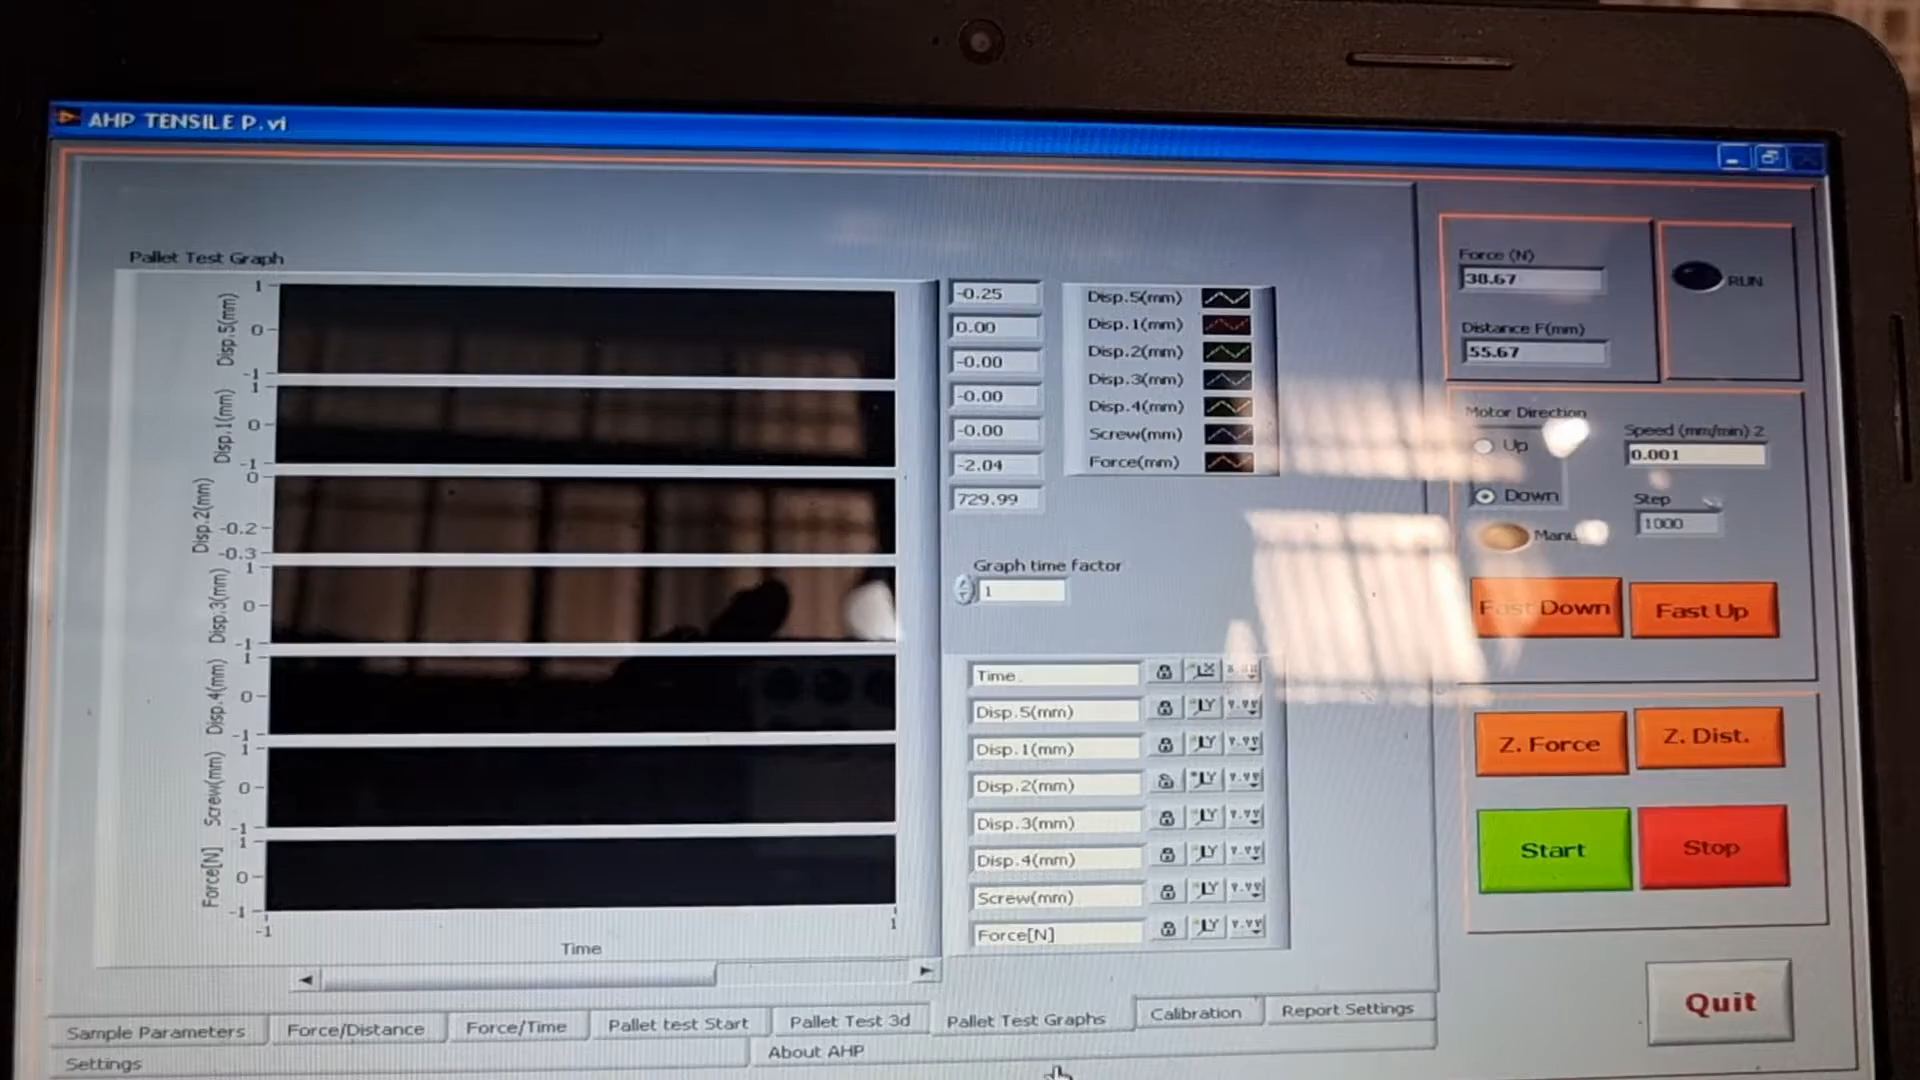 AHP TENSILE P.vi
Pallet Test Graph
Disp.5(mm)
1
0
-1
Disp.1(mm)
1
0
-1
Disp.2(mm)
0
-0.2
-0.3
Disp.3(mm)
1
0
-1
Disp.4(mm)
1
0
-1
Screw(mm)
1
0
-1
Force[N]
1
0
-1
-1
1
Time
-0.25
0.00
-0.00
-0.00
-0.00
-2.04
729.99
Disp.5(mm)
Disp.1(mm)
Disp.2(mm)
Disp.3(mm)
Disp.4(mm)
Screw(mm)
Force(mm)
Graph time factor
1
Time
Disp.5(mm)
Disp.1(mm)
Disp.2(mm)
Disp.3(mm)
Disp.4(mm)
Screw(mm)
Force[N]
Force (N)
38.67
Distance F(mm)
55.67
RUN
Motor Direction
Up
Down
Speed (mm/min) 2
0.001
Step
1000
Fast Down
Fast Up
Z. Force
Z. Dist.
Start
Stop
Quit
Sample Parameters
Force/Distance
Force/Time
Pallet test Start
Pallet Test 3d
Pallet Test Graphs
Calibration
Report Settings
Settings
About AHP